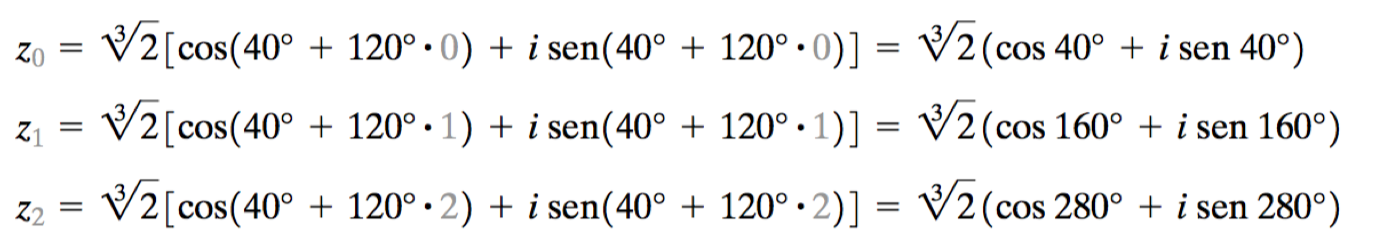 z₀ = ∛2[cos(40° + 120° · 0) + i sen(40° + 120° · 0)] = ∛2(cos 40° + i sen 40°)
z₁ = ∛2[cos(40° + 120° · 1) + i sen(40° + 120° · 1)] = ∛2(cos 160° + i sen 160°)
z₂ = ∛2[cos(40° + 120° · 2) + i sen(40° + 120° · 2)] = ∛2(cos 280° + i sen 280°)